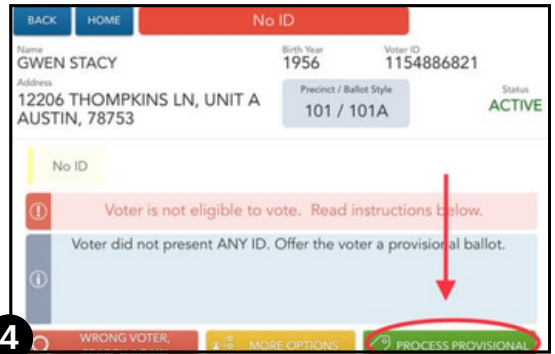 BACK HOME No ID
Name Birth Year Voter ID
GWEN STACY 1956 1154886821
Address Precinct / Ballot Style Status
12206 THOMPKINS LN, UNIT A 101 / 101A ACTIVE
AUSTIN, 78753
No ID
Voter is not eligible to vote. Read instructions below.
Voter did not present ANY ID. Offer the voter a provisional ballot.
4 WRONG VOTER, MORE OPTIONS PROCESS PROVISIONAL